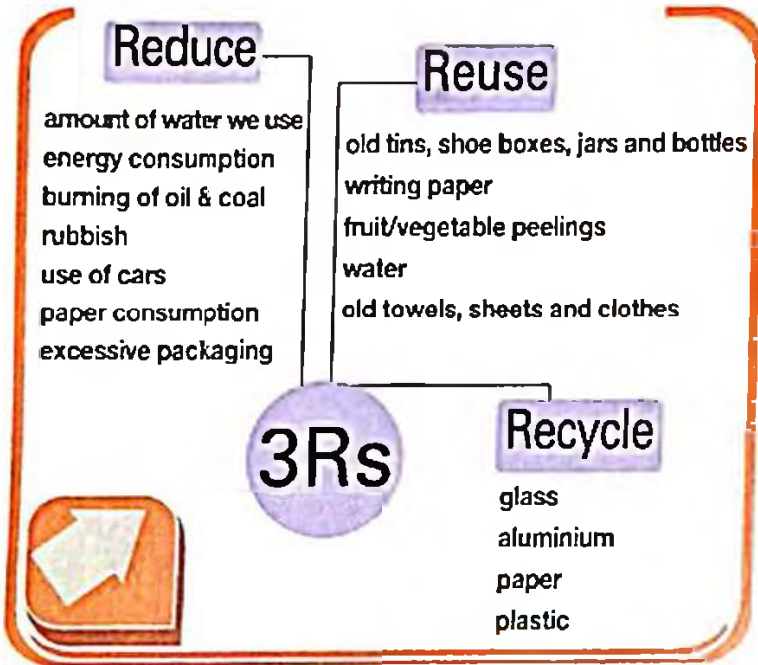 Reduce
amount of water we use
energy consumption
burning of oil & coal
rubbish
use of cars
paper consumption
excessive packaging
Reuse
old tins, shoe boxes, jars and bottles
writing paper
fruit/vegetable peelings
water
old towels, sheets and clothes
3Rs
Recycle
glass
aluminium
paper
plastic